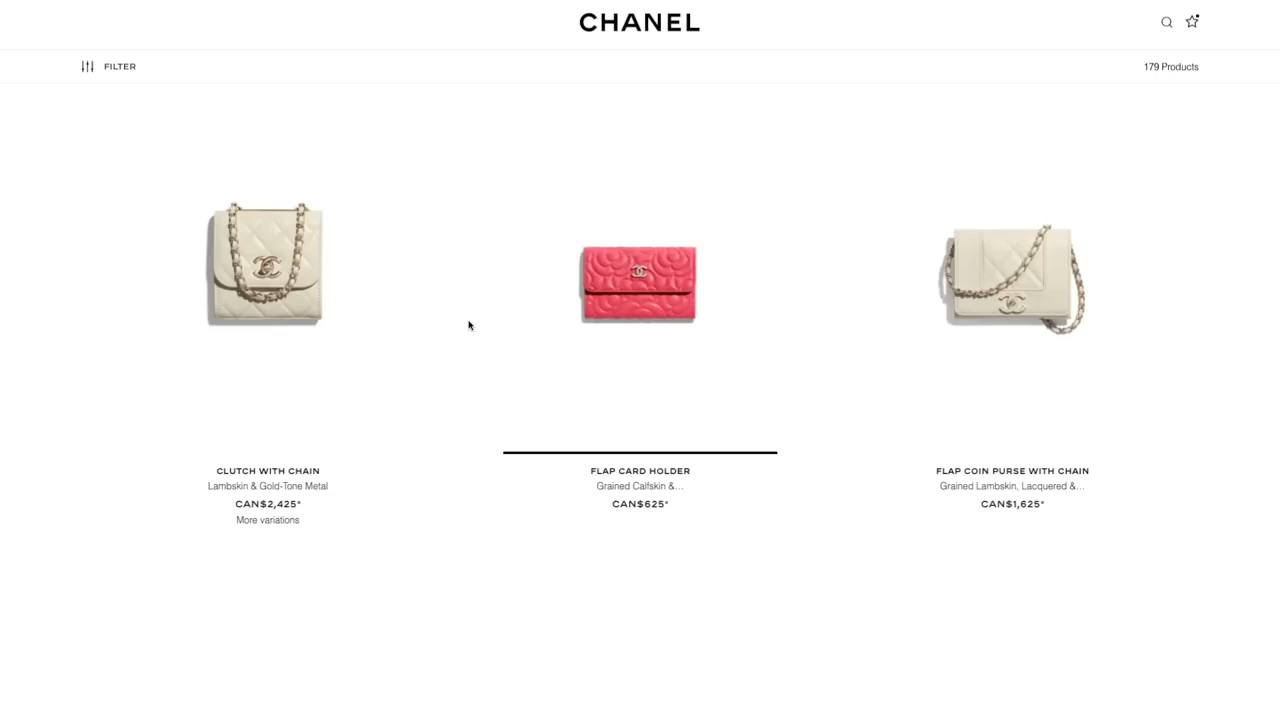 CHANEL
FILTER
179 Products
CLUTCH WITH CHAIN
Lambskin & Gold-Tone Metal
CAN$2,425*
More variations
FLAP CARD HOLDER
Grained Calfskin &...
CAN$625*
FLAP COIN PURSE WITH CHAIN
Grained Lambskin, Lacquered &...
CAN$1,625*